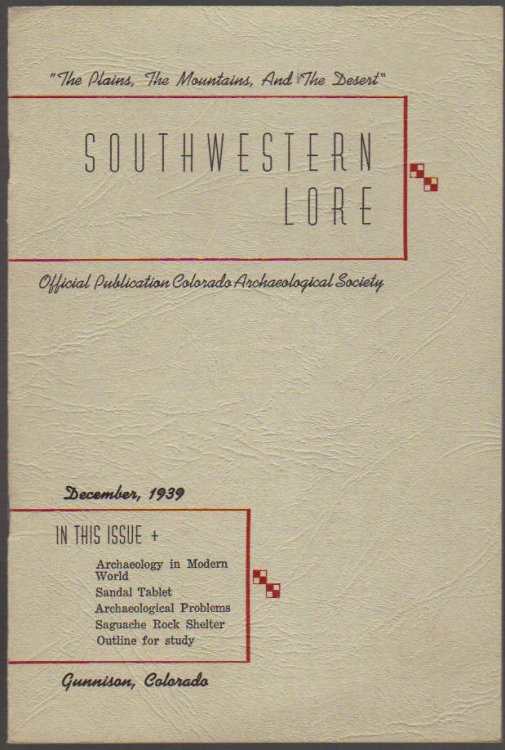 "The Plains, The Mountains, And The Desert"
SOUTHWESTERN
LORE
Official Publication Colorado Archaeological Society
December, 1939
IN THIS ISSUE +
Archaeology in Modern
World
Sandal Tablet
Archaeological Problems
Saguache Rock Shelter
Outline for study
Gunnison, Colorado